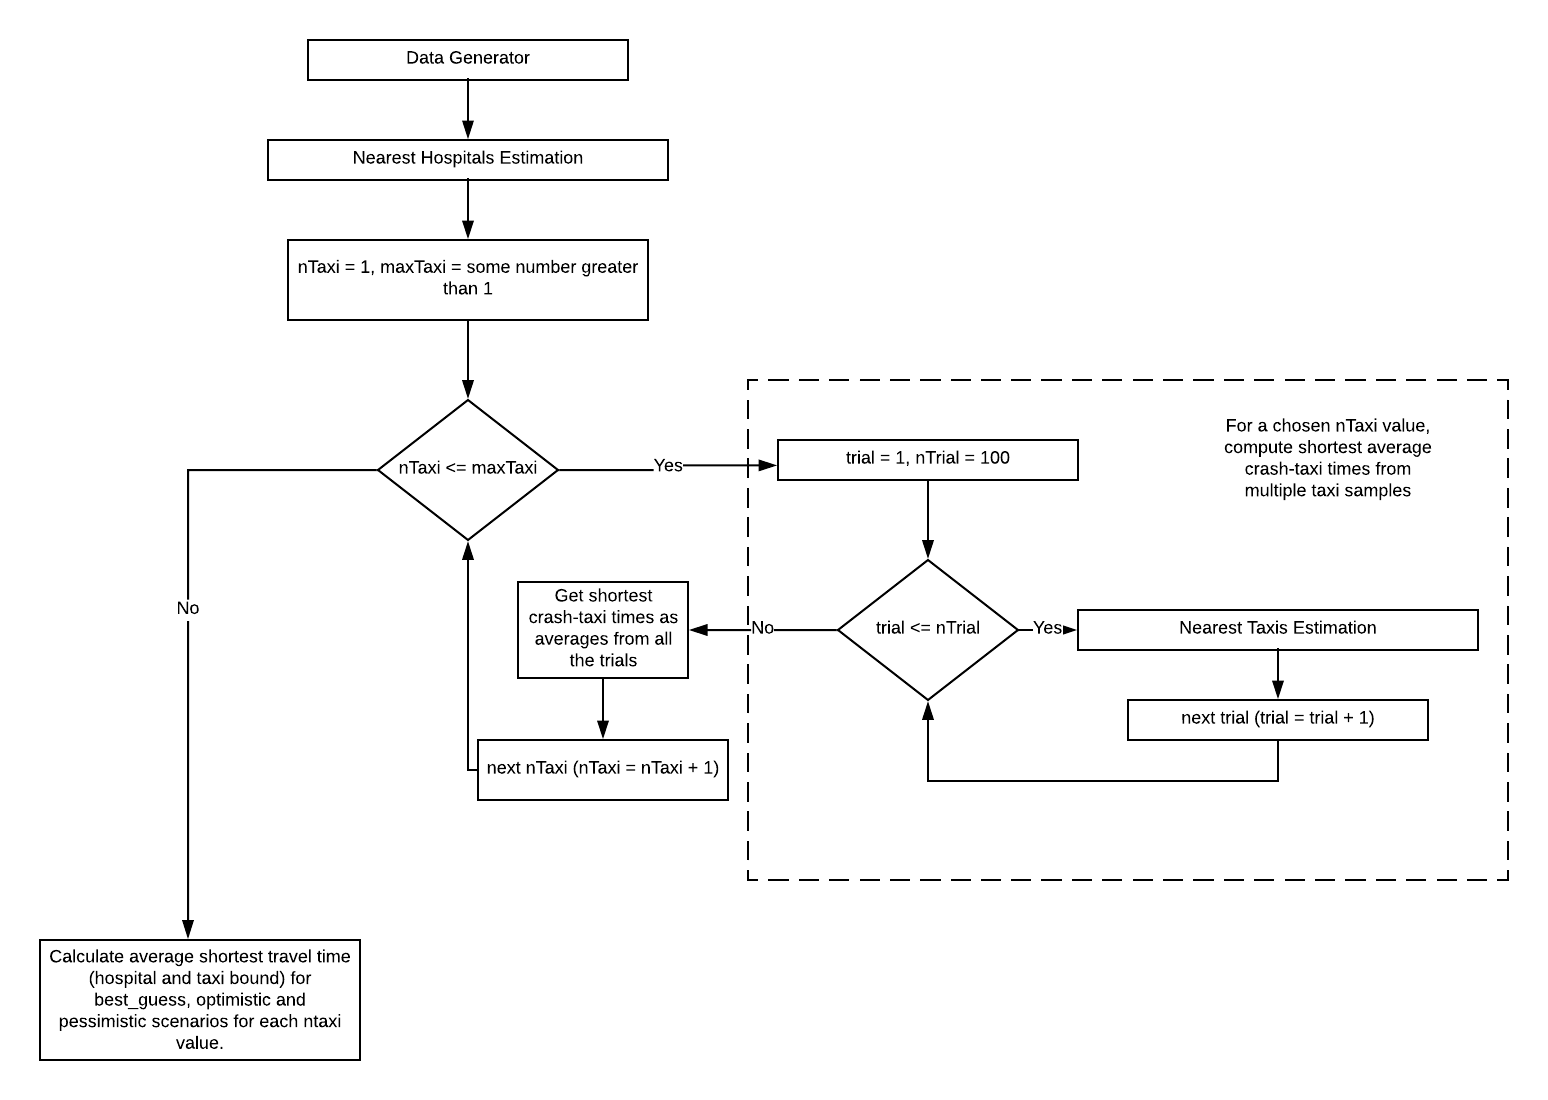 Data Generator
Nearest Hospitals Estimation
nTaxi = 1, maxTaxi = some number greater
than 1
nTaxi <= maxTaxi
Yes
trial = 1, nTrial = 100
For a chosen nTaxi value,
compute shortest average
crash-taxi times from
multiple taxi samples
No
Get shortest
crash-taxi times as
averages from all
the trials
No
trial <= nTrial
Yes
Nearest Taxis Estimation
next trial (trial = trial + 1)
next nTaxi (nTaxi = nTaxi + 1)
Calculate average shortest travel time
(hospital and taxi bound) for
best_guess, optimistic and
pessimistic scenarios for each ntaxi
value.